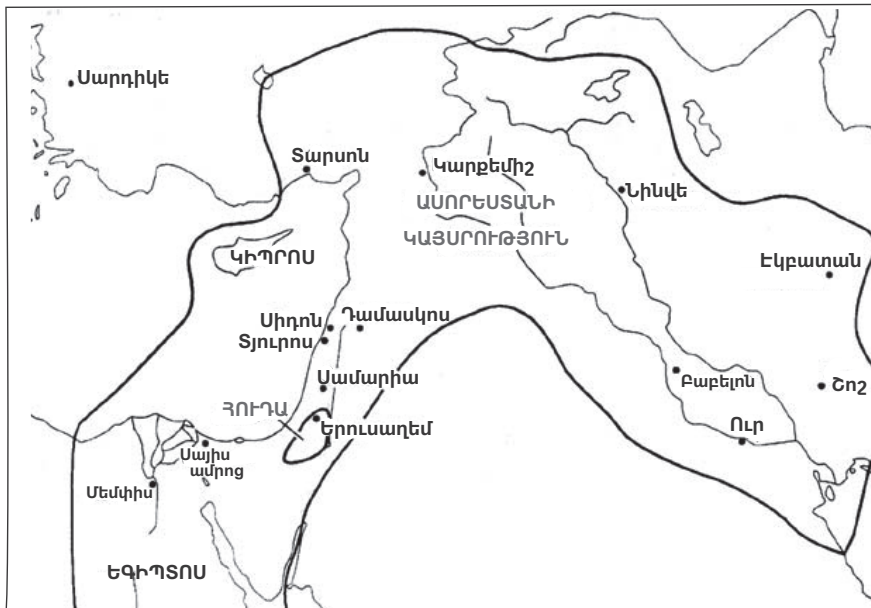 Սարդիկե
Տարսոն
Կարքեմիշ
Նինվե
ԱՍՈՐԵՍՏԱՆԻ
ԿԱՅՍՐՈՒԹՅՈՒՆ
ԿԻՊՐՈՍ
Էկբատան
Սիդոն
Դամասկոս
Տյուրոս
Սամարիա
Բաբելոն
Շոշ
ՀՈՒԴԱ
Երուսաղեմ
Ուր
Սայիս
ամրոց
Մեմփիս
ԵԳԻՊՏՈՍ